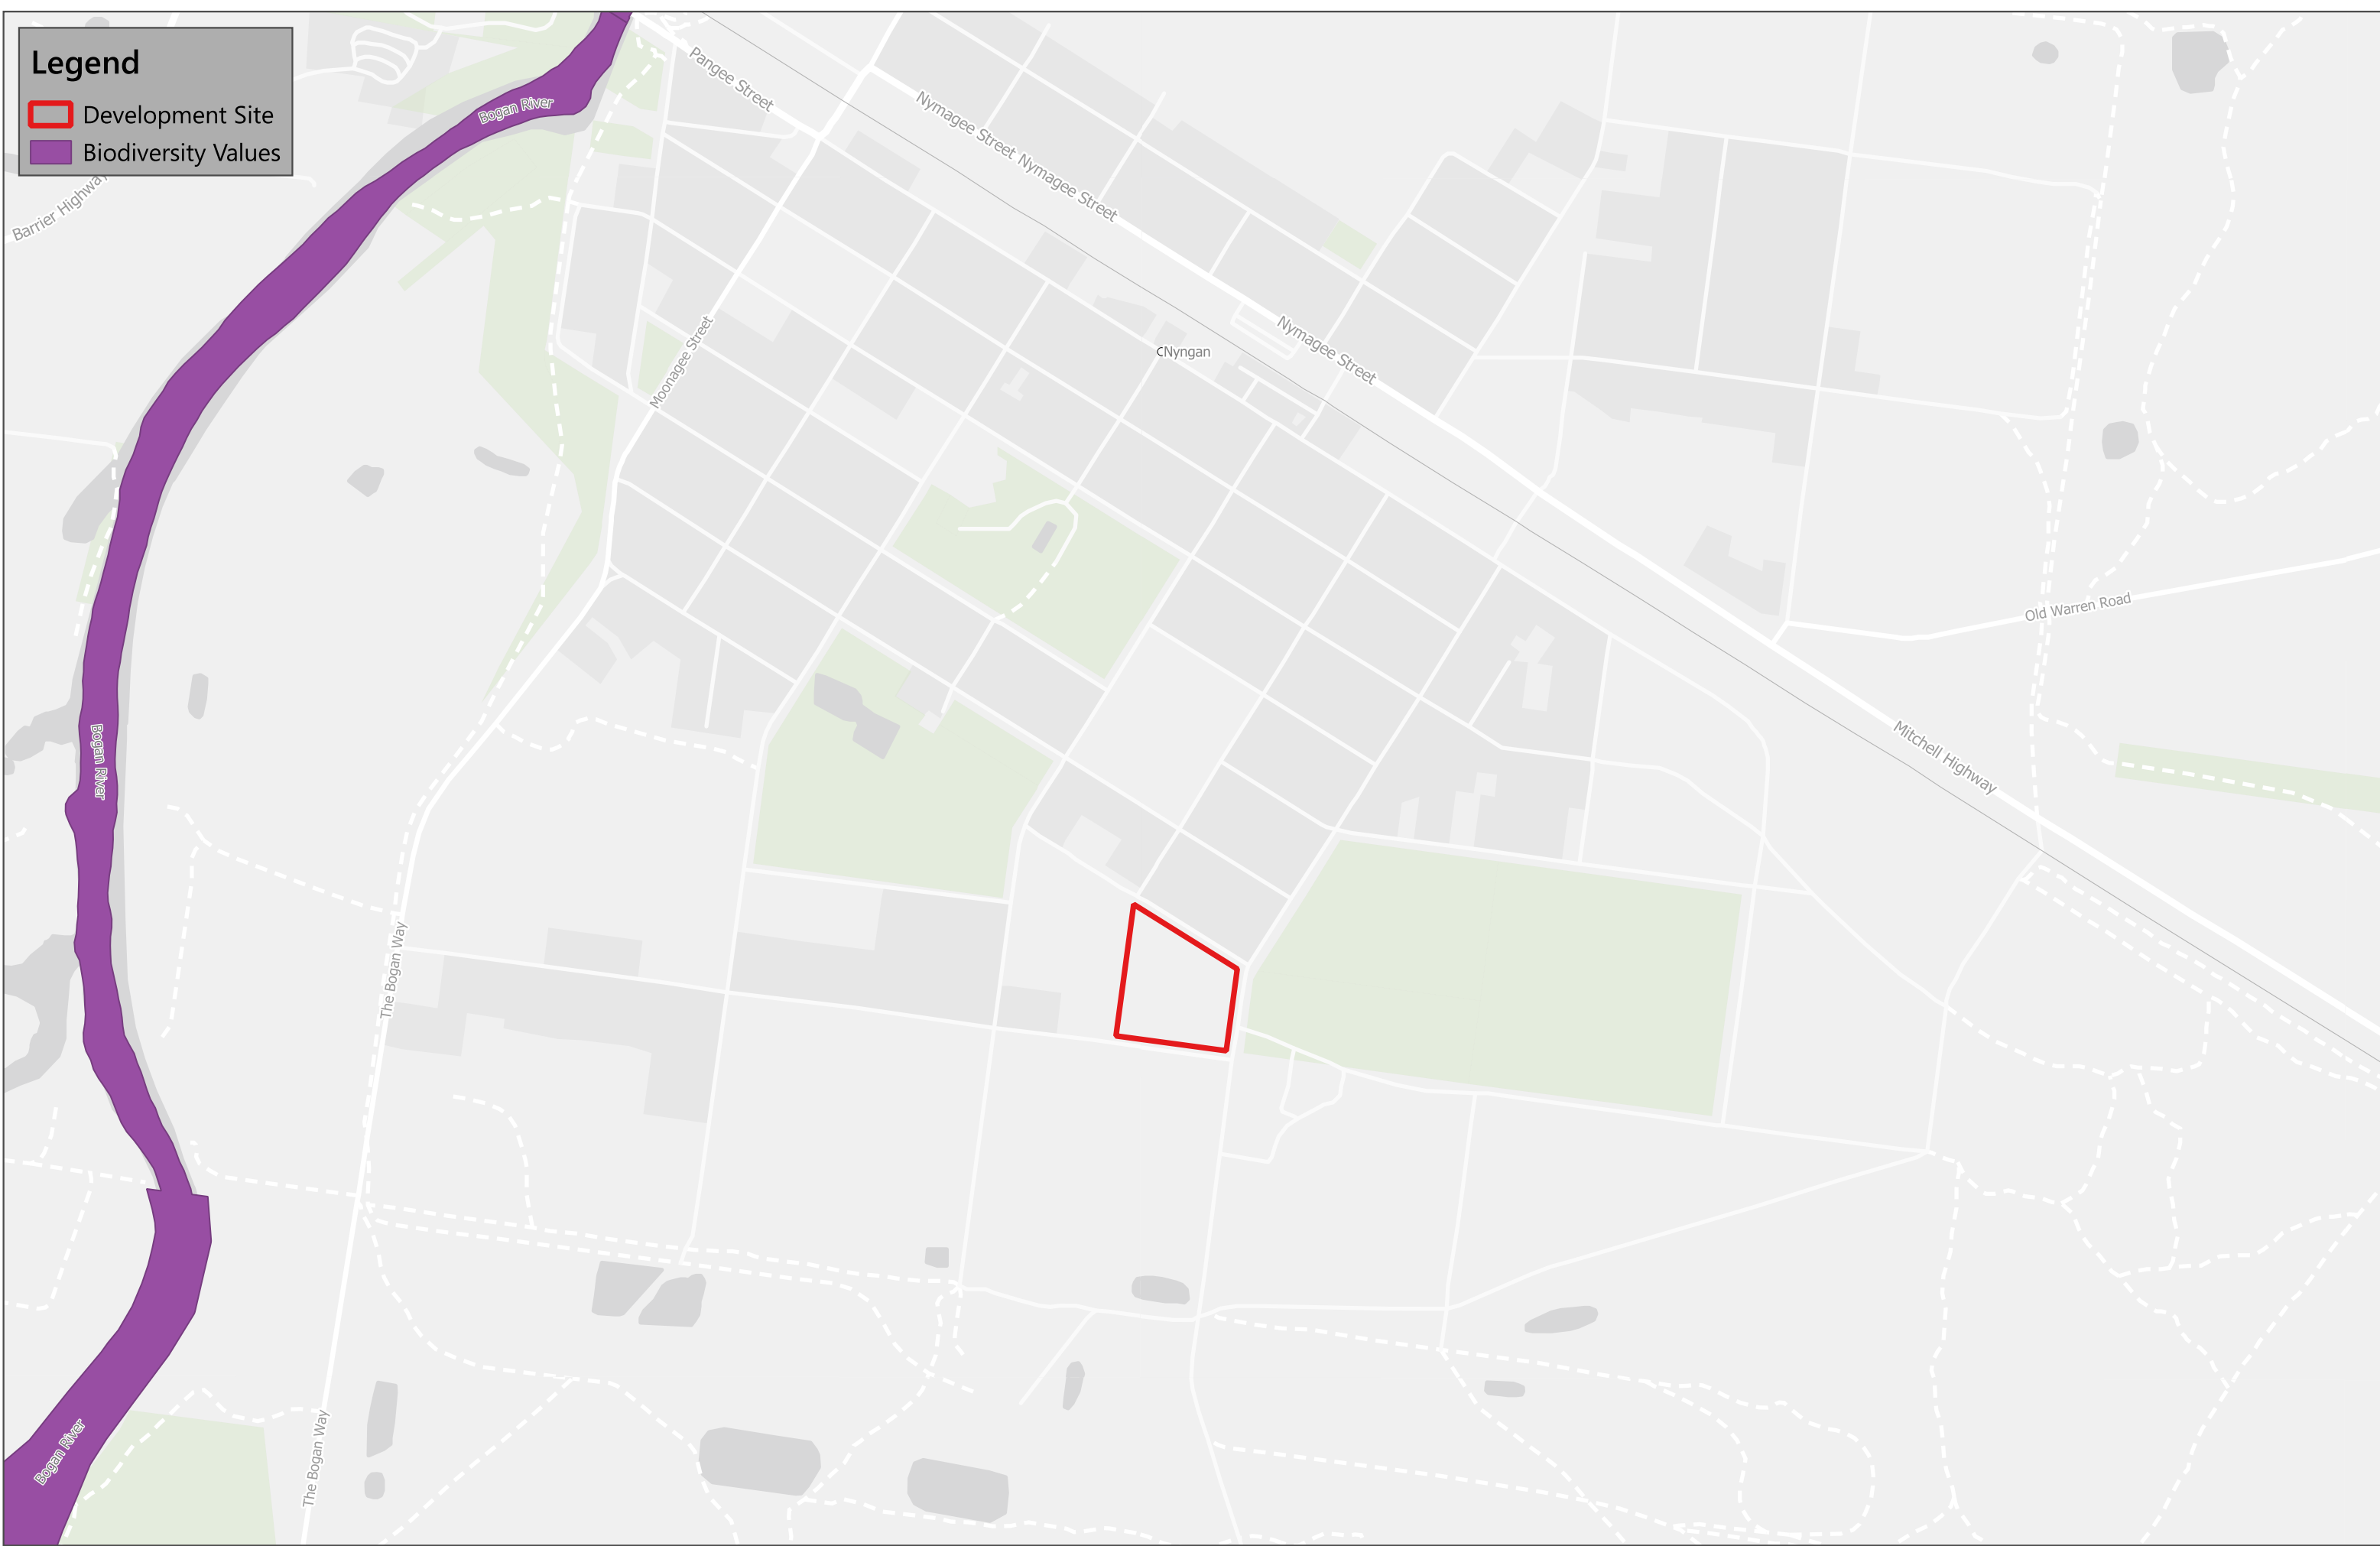 Legend
Development Site
Biodiversity Values
Bogan River
Barrier Highway
Pangee Street
Nymagee Street
Nymagee Street
Moonagee Street
Nyngan
Nymagee Street
Old Warren Road
Bogan River
Mitchell Highway
The Bogan Way
Bogan River
The Bogan Way